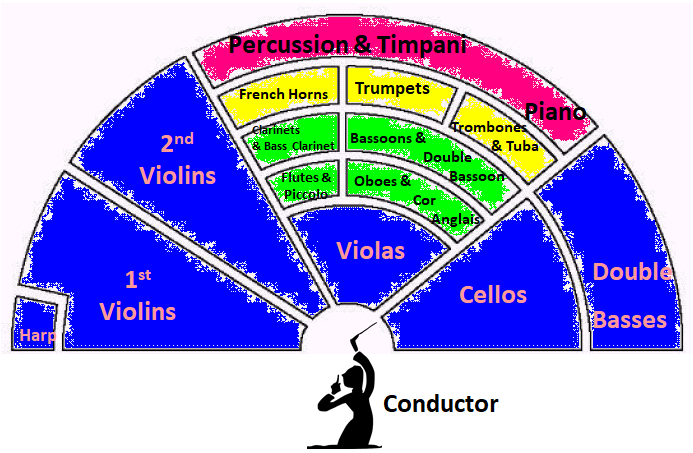 Percussion & Timpani
Piano
French Horns
Trumpets
Trombones
& Tuba
Clarinets
& Bass Clarinet
Bassoons &
Double
Bassoon
Flutes &
Piccolo
Oboes &
Cor
Anglais
2nd
Violins
1st
Violins
Harp
Violas
Cellos
Double
Basses
Conductor